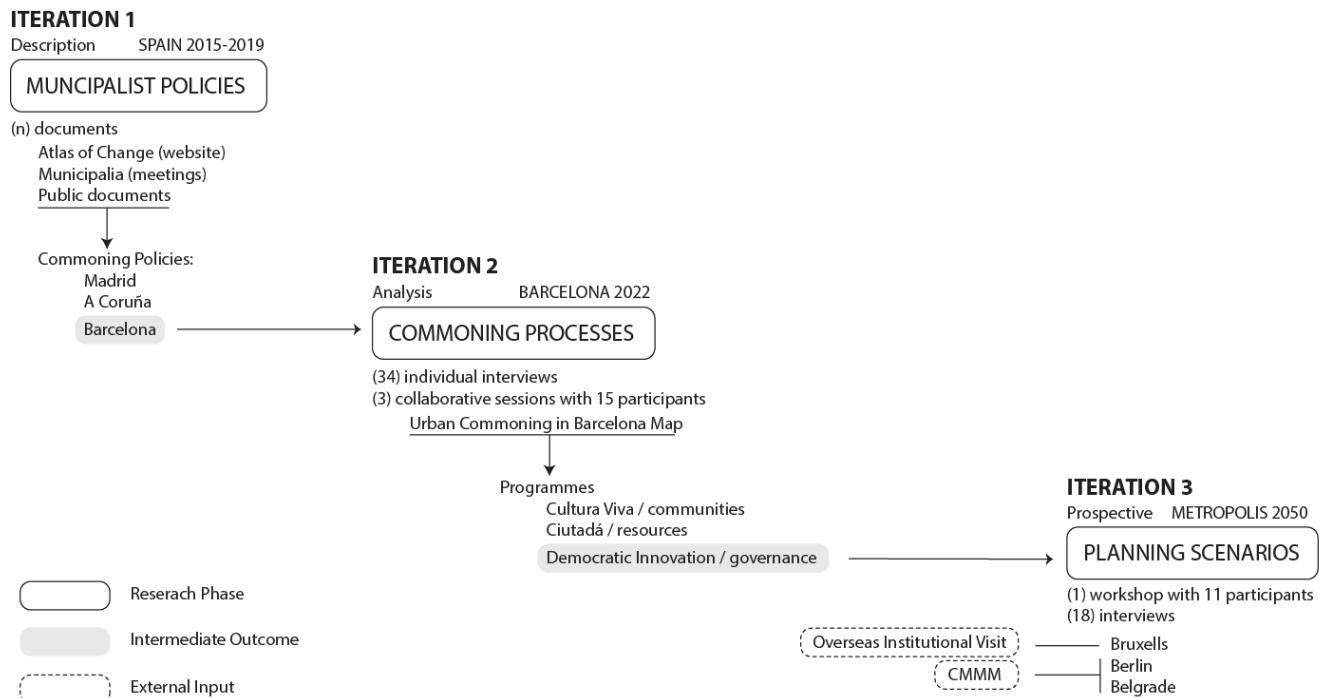 ITERATION 1
Description SPAIN 2015-2019
MUNCIPALIST POLICIES
(n) documents
Atlas of Change (website)
Municipalia (meetings)
Public documents
Commoning Policies:
Madrid
A Coruña
Barcelona
ITERATION 2
Analysis BARCELONA 2022
COMMONING PROCESSES
(34) individual interviews
(3) collaborative sessions with 15 participants
Urban Commoning in Barcelona Map
Programmes
Cultura Viva / communities
Ciutadá / resources
Democratic Innovation / governance
ITERATION 3
Prospective METROPOLIS 2050
PLANNING SCENARIOS
(1) workshop with 11 participants
(18) interviews
Overseas Institutional Visit
Bruxells
CMMM
Berlin
Belgrade
Reserach Phase
Intermediate Outcome
External Input